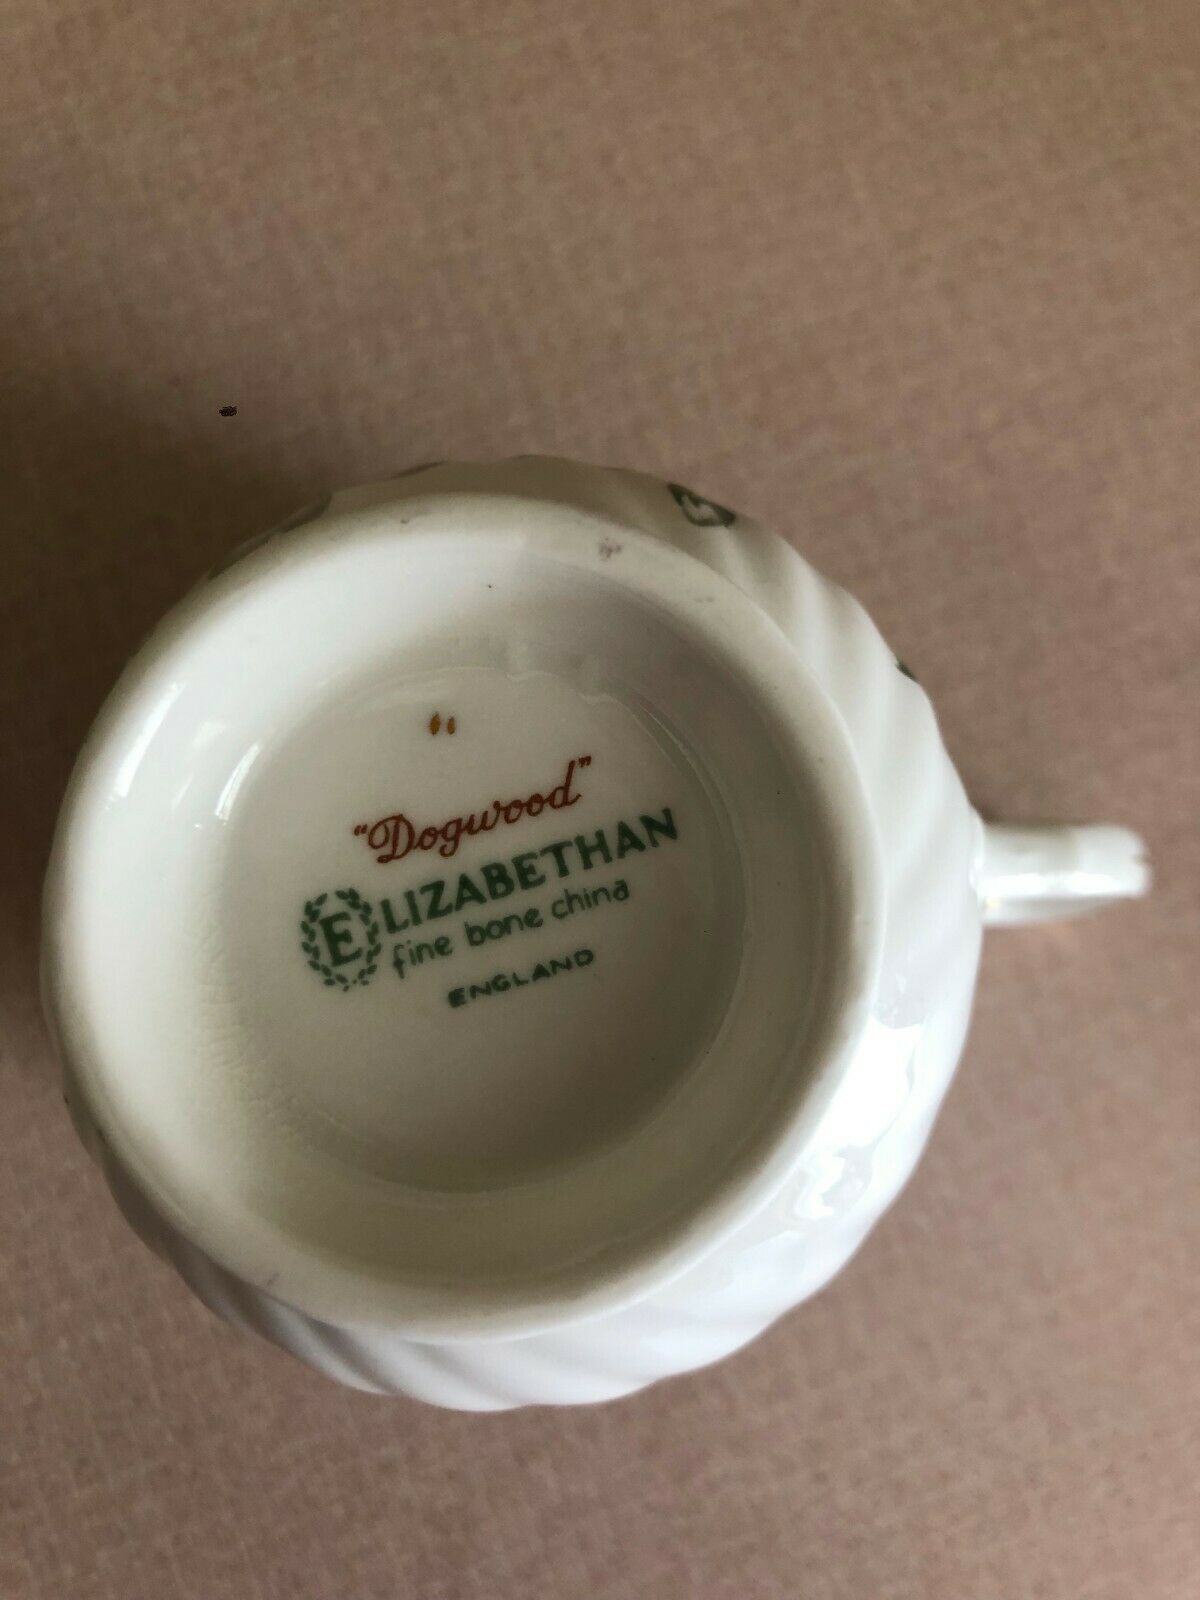 "Dogwood"
ELIZABETHAN
fine bone china
ENGLAND